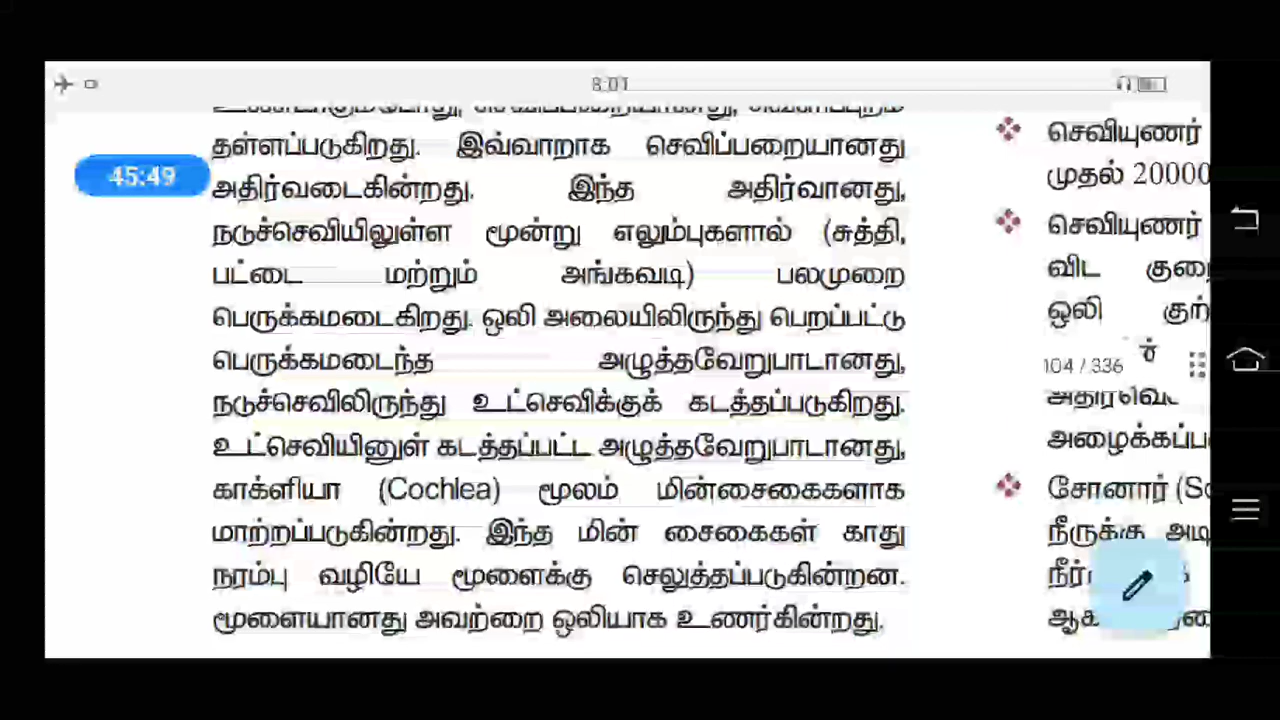 8:01
45:49
தள்ளப்படுகிறது. இவ்வாறாக செவிப்பறையானது
அதிர்வடைகின்றது. இந்த அதிர்வானது,
நடுச்செவியிலுள்ள மூன்று எலும்புகளால் (சுத்தி,
பட்டை மற்றும் அங்கவடி) பலமுறை
பெருக்கமடைகிறது. ஒலி அலையிலிருந்து பெறப்பட்டு
பெருக்கமடைந்த அழுத்தவேறுபாடானது,
நடுச்செவிலிருந்து உட்செவிக்குக் கடத்தப்படுகிறது.
உட்செவியினுள் கடத்தப்பட்ட அழுத்தவேறுபாடானது,
காக்ளியா (Cochlea) மூலம் மின்சைகைகளாக
மாற்றப்படுகின்றது. இந்த மின் சைகைகள் காது
நரம்பு வழியே மூளைக்கு செலுத்தப்படுகின்றன.
மூளையானது அவற்றை ஒலியாக உணர்கின்றது.
செவியுணர்
முதல் 20000
செவியுணர்
விட
ஒலி
104 / 336
சோனார்
நீருக்கு